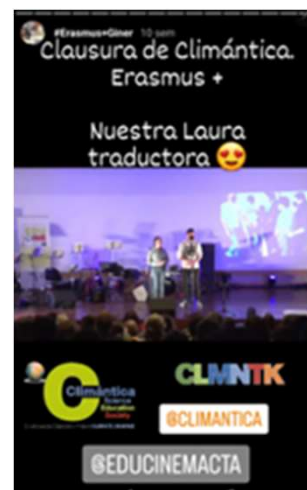 #Erasmus+Giner 10 sem
Clausura de Climántica.
Erasmus +
Nuestra Laura
traductora 😍
CLMNTK
Climántica
Science
Education
Society
@CLIMANTICA
@EDUCINEMACTA